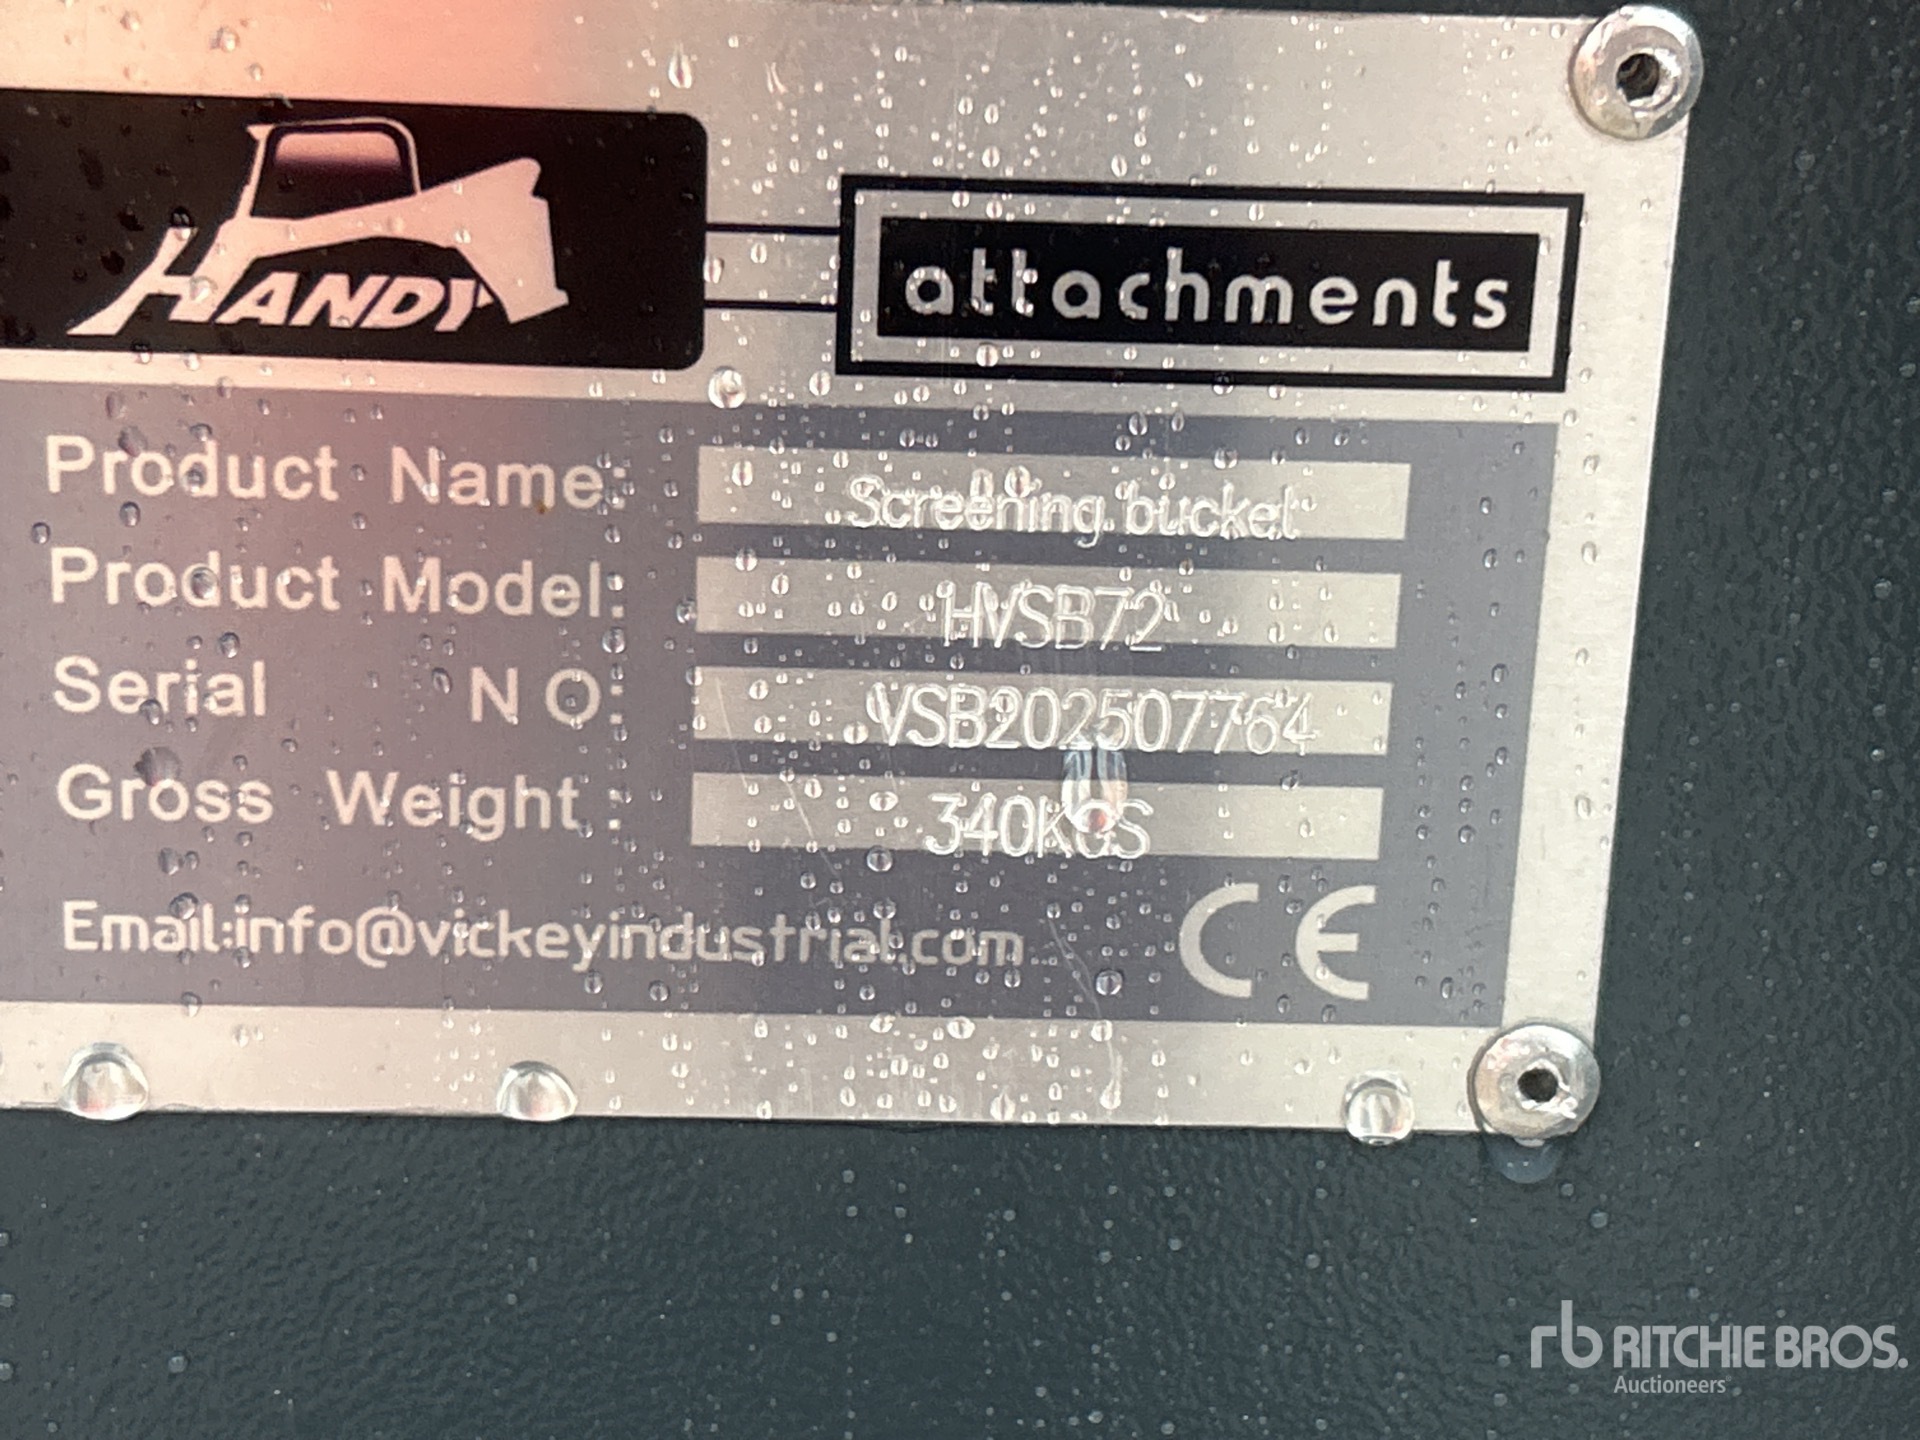 HANDY
attachments
Product Name: Screening bucket
Product Model: HVSB72
Serial NO: VSB202507764
Gross Weight: 340KGS
Email:info@vickeyindustrial.com CE
rb RITCHIE BROS.
Auctioneers